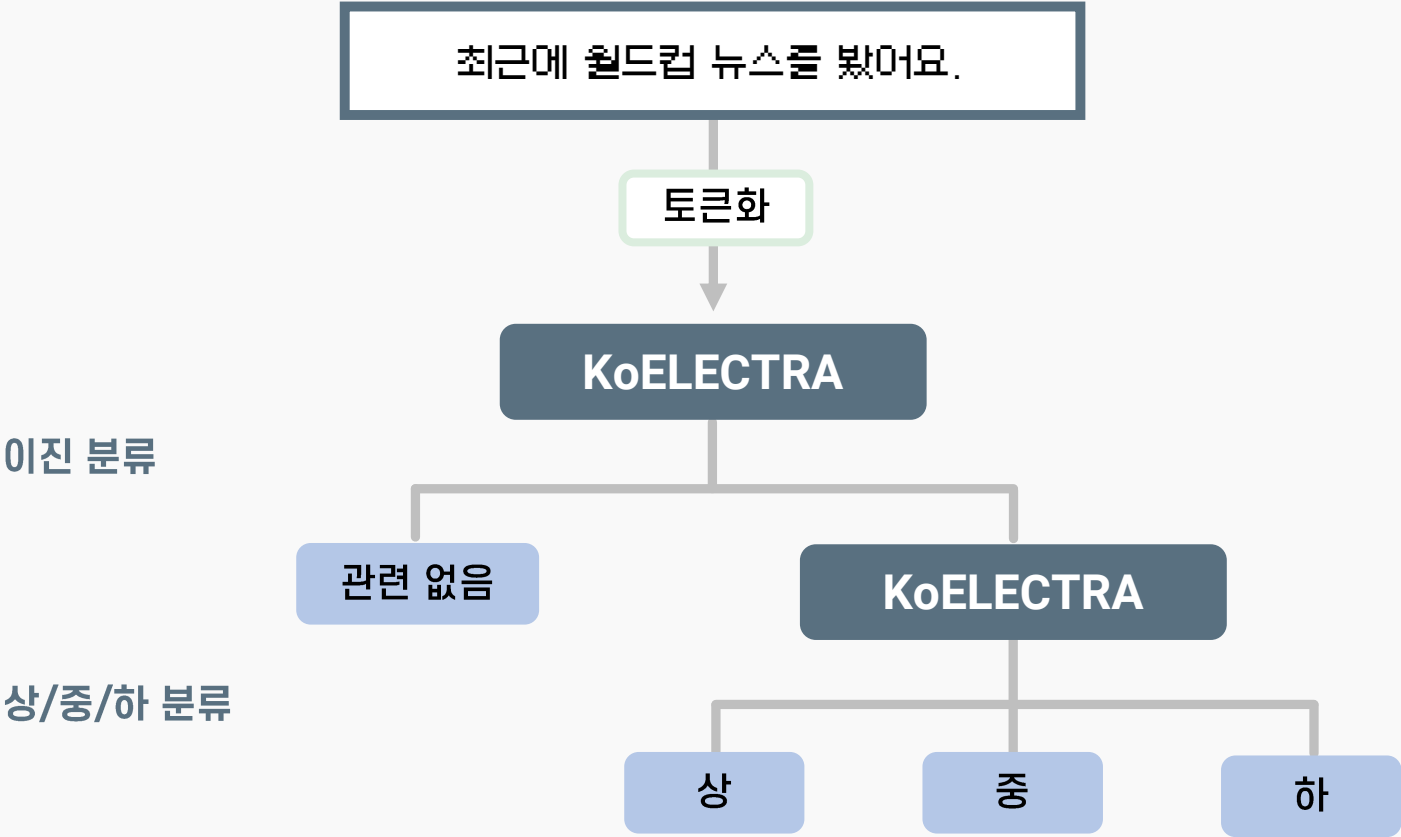 최근에 월드컵 뉴스를 봤어요.
토큰화
KoELECTRA
이진 분류
관련 없음
KoELECTRA
상/중/하 분류
상
중
하